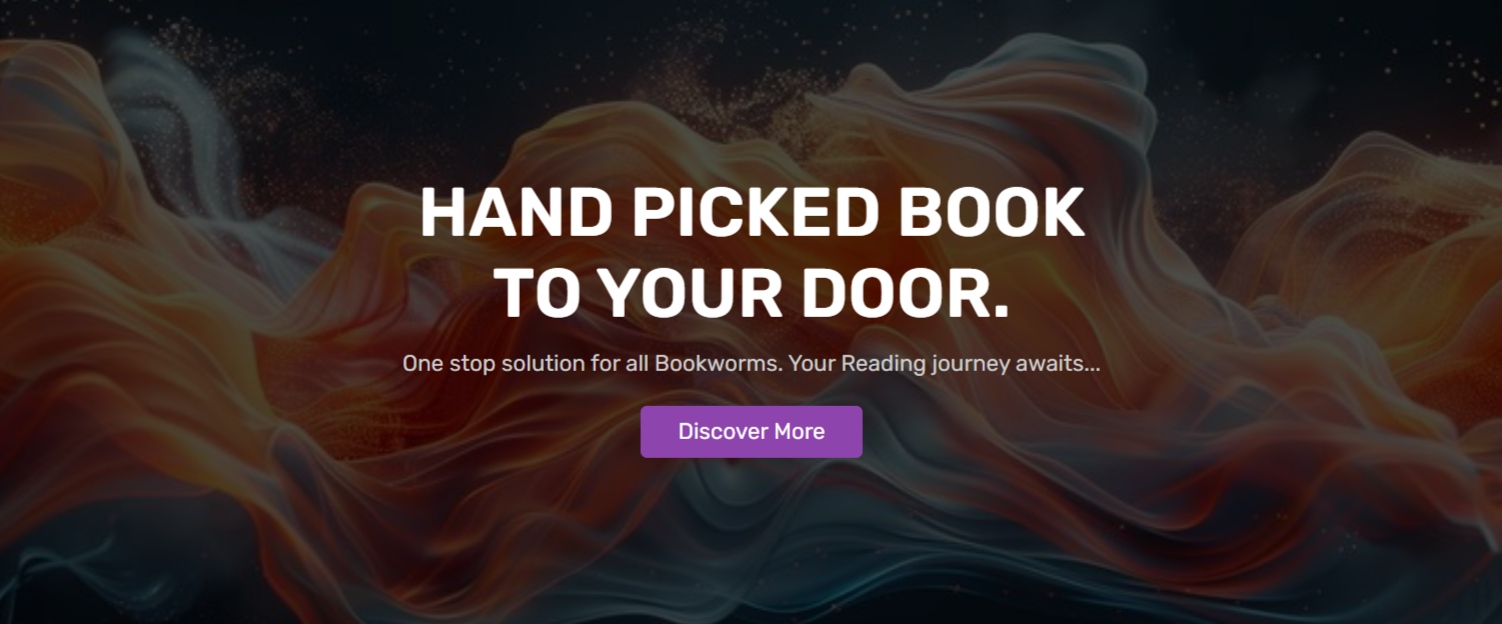 HAND PICKED BOOK
TO YOUR DOOR.
One stop solution for all Bookworms. Your Reading journey awaits...
Discover More